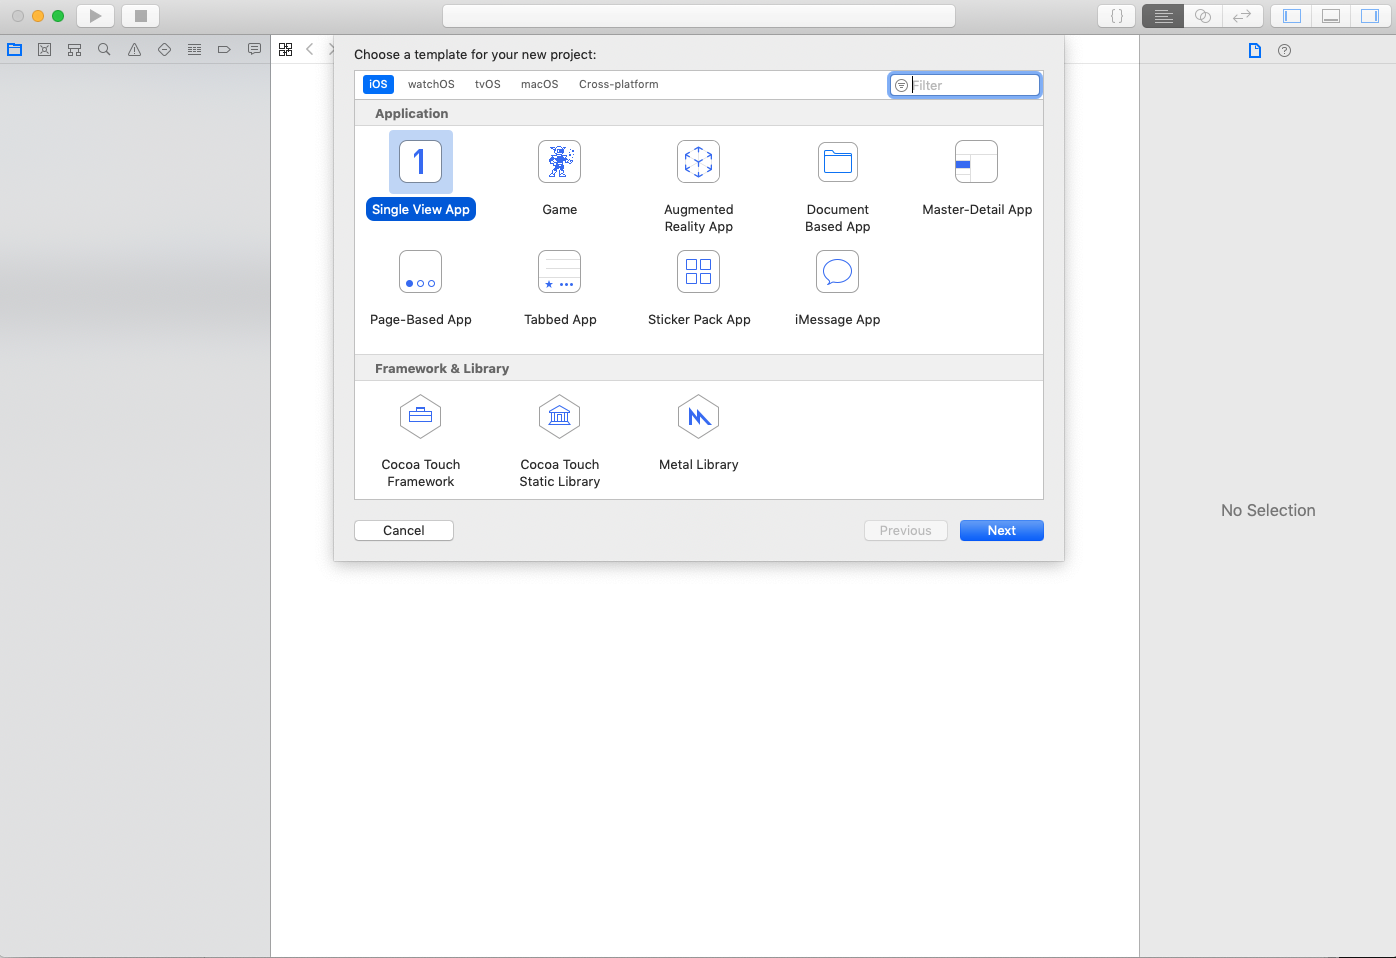 Choose a template for your new project:
iOS watchOS tvOS macOS Cross-platform Filter
Application
1
Single View App
Game
Augmented
Reality App
Document
Based App
Master-Detail App
Page-Based App
Tabbed App
Sticker Pack App
iMessage App
Framework & Library
Cocoa Touch
Framework
Cocoa Touch
Static Library
Metal Library
Cancel
Previous
Next
No Selection